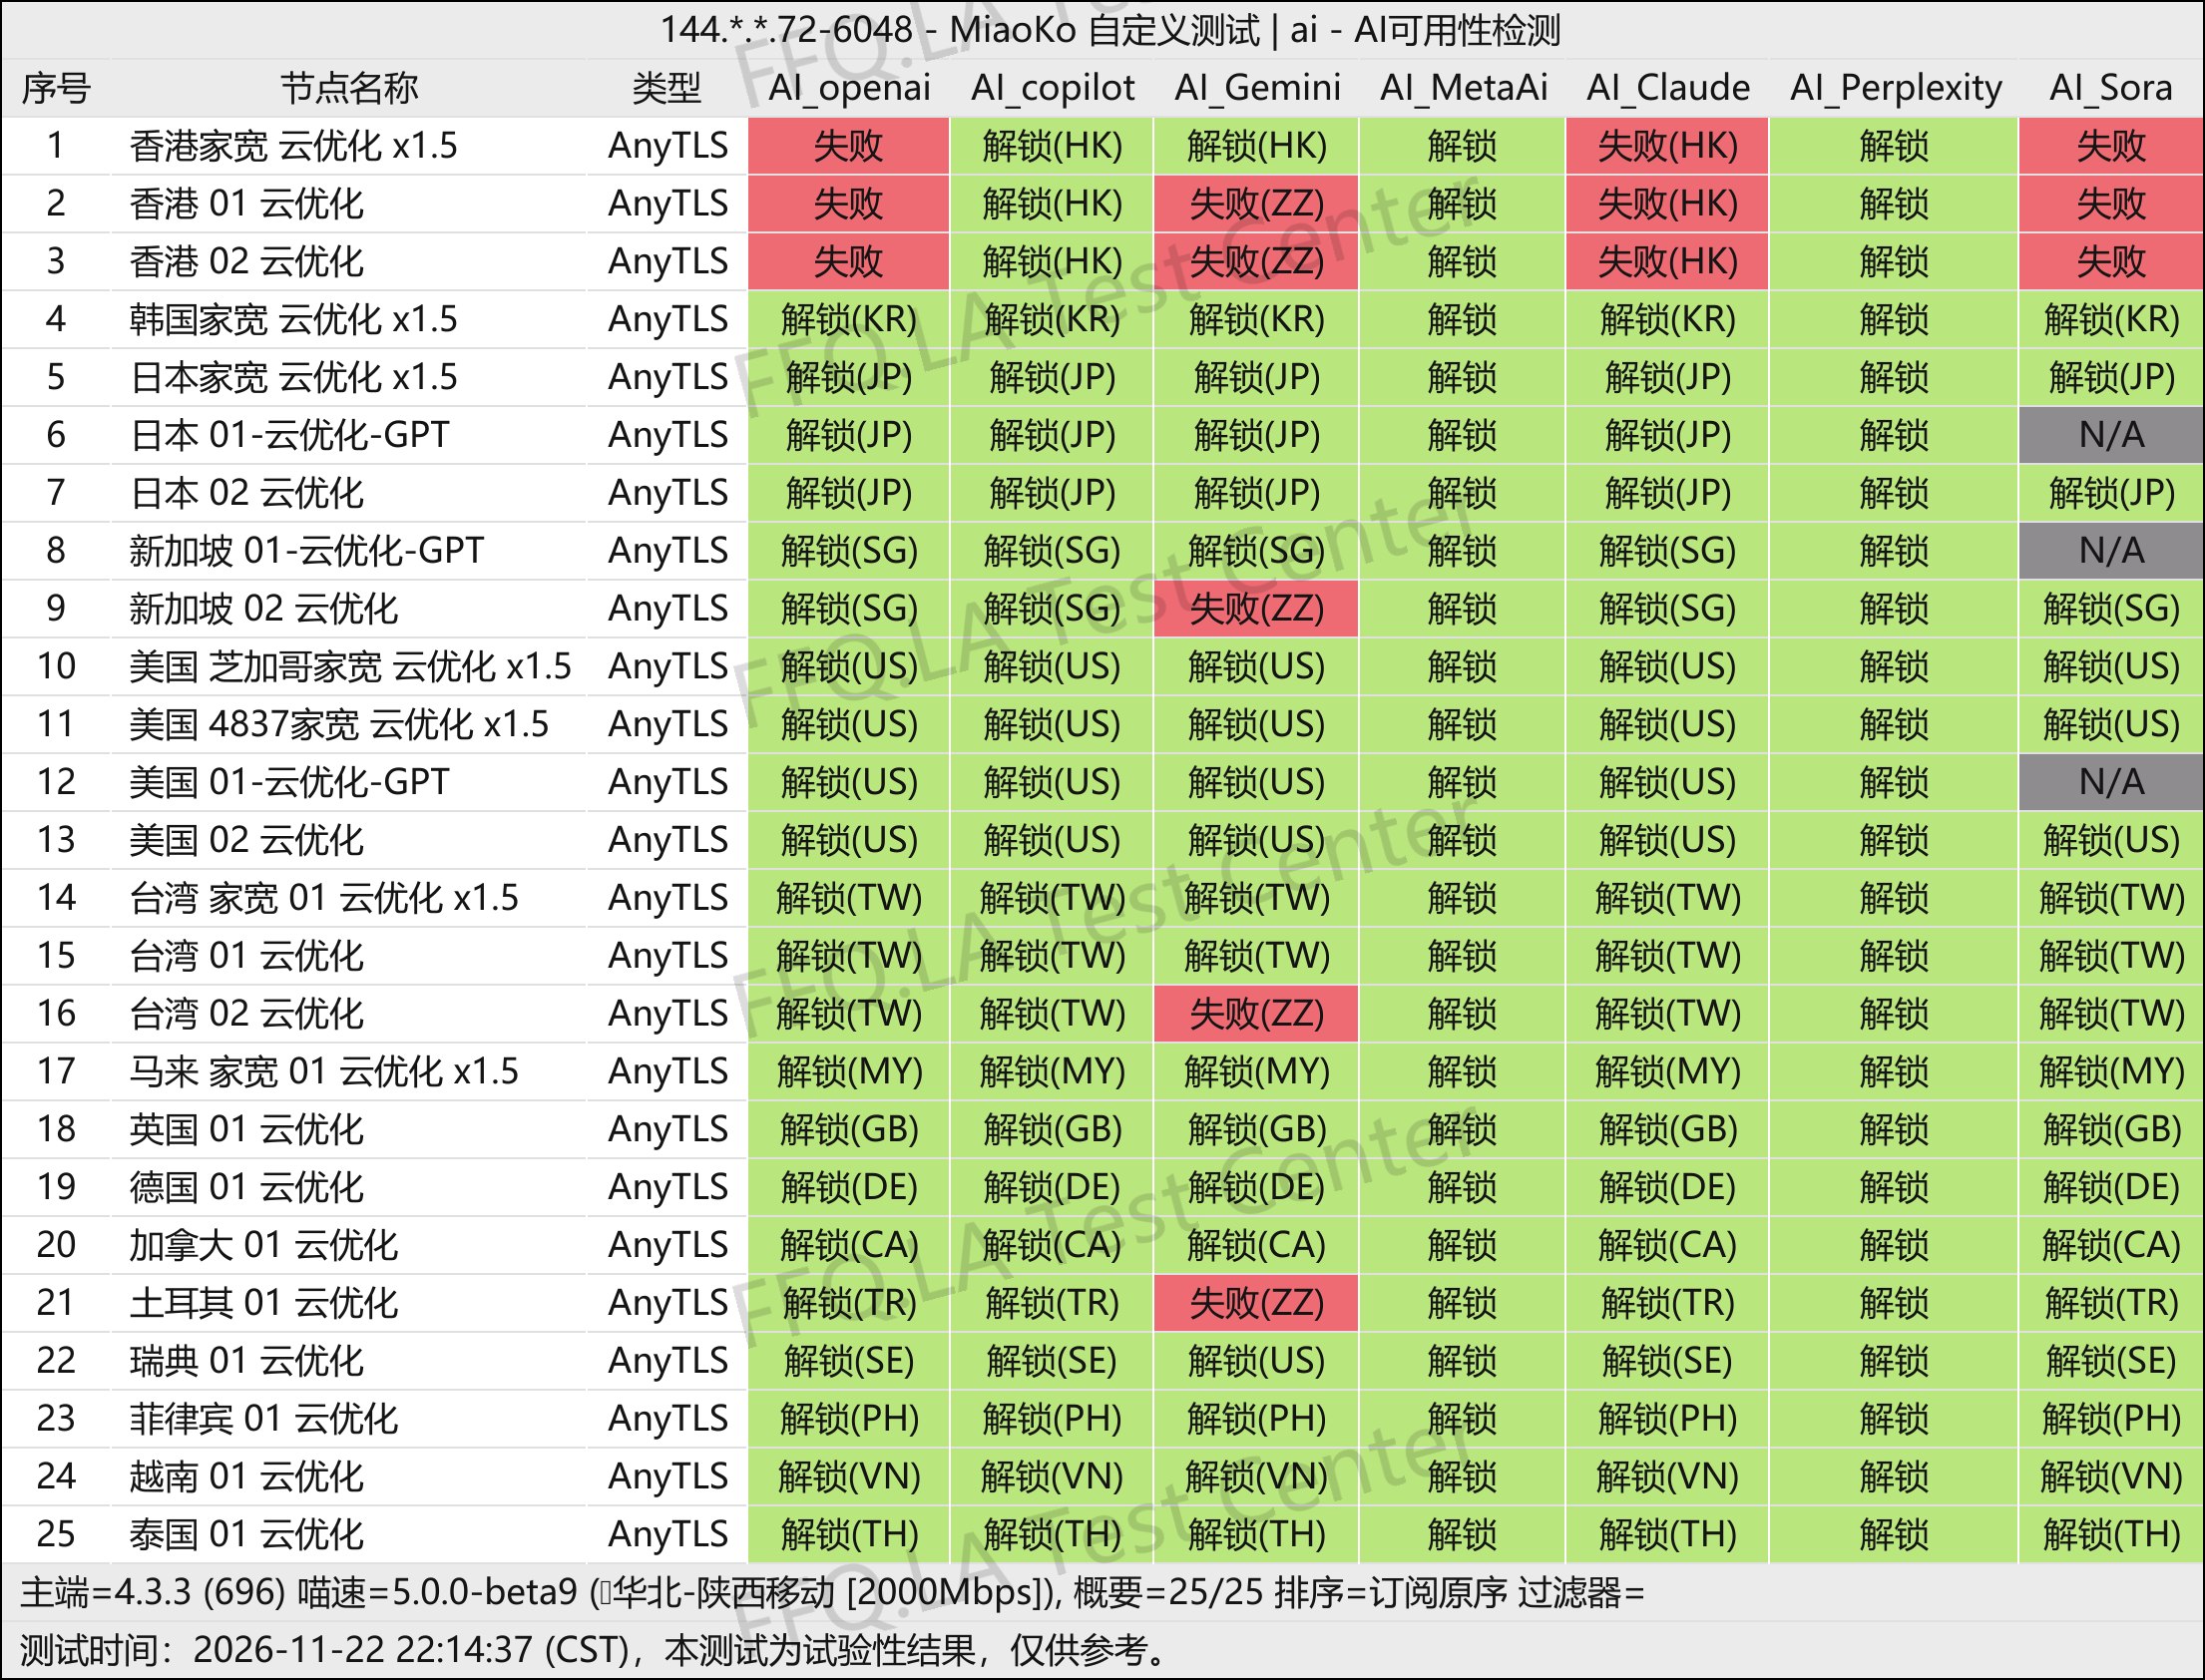 144.*.*.72-6048 - MiaoKo 自定义测试 | ai - AI可用性检测
序号 节点名称 类型 AI_openai AI_copilot AI_Gemini AI_MetaAi AI_Claude AI_Perplexity AI_Sora
1 香港家宽 云优化 x1.5 AnyTLS 失败 解锁(HK) 解锁(HK) 解锁 失败(HK) 解锁 失败
2 香港 01 云优化 AnyTLS 失败 解锁(HK) 失败(ZZ) 解锁 失败(HK) 解锁 失败
3 香港 02 云优化 AnyTLS 失败 解锁(HK) 失败(ZZ) 解锁 失败(HK) 解锁 失败
4 韩国家宽 云优化 x1.5 AnyTLS 解锁(KR) 解锁(KR) 解锁(KR) 解锁 解锁(KR) 解锁 解锁(KR)
5 日本家宽 云优化 x1.5 AnyTLS 解锁(JP) 解锁(JP) 解锁(JP) 解锁 解锁(JP) 解锁 解锁(JP)
6 日本 01-云优化-GPT AnyTLS 解锁(JP) 解锁(JP) 解锁(JP) 解锁 解锁(JP) 解锁 N/A
7 日本 02 云优化 AnyTLS 解锁(JP) 解锁(JP) 解锁(JP) 解锁 解锁(JP) 解锁 解锁(JP)
8 新加坡 01-云优化-GPT AnyTLS 解锁(SG) 解锁(SG) 解锁(SG) 解锁 解锁(SG) 解锁 N/A
9 新加坡 02 云优化 AnyTLS 解锁(SG) 解锁(SG) 失败(ZZ) 解锁 解锁(SG) 解锁 解锁(SG)
10 美国 芝加哥家宽 云优化 x1.5 AnyTLS 解锁(US) 解锁(US) 解锁(US) 解锁 解锁(US) 解锁 解锁(US)
11 美国 4837家宽 云优化 x1.5 AnyTLS 解锁(US) 解锁(US) 解锁(US) 解锁 解锁(US) 解锁 解锁(US)
12 美国 01-云优化-GPT AnyTLS 解锁(US) 解锁(US) 解锁(US) 解锁 解锁(US) 解锁 N/A
13 美国 02 云优化 AnyTLS 解锁(US) 解锁(US) 解锁(US) 解锁 解锁(US) 解锁 解锁(US)
14 台湾 家宽 01 云优化 x1.5 AnyTLS 解锁(TW) 解锁(TW) 解锁(TW) 解锁 解锁(TW) 解锁 解锁(TW)
15 台湾 01 云优化 AnyTLS 解锁(TW) 解锁(TW) 解锁(TW) 解锁 解锁(TW) 解锁 解锁(TW)
16 台湾 02 云优化 AnyTLS 解锁(TW) 解锁(TW) 失败(ZZ) 解锁 解锁(TW) 解锁 解锁(TW)
17 马来 家宽 01 云优化 x1.5 AnyTLS 解锁(MY) 解锁(MY) 解锁(MY) 解锁 解锁(MY) 解锁 解锁(MY)
18 英国 01 云优化 AnyTLS 解锁(GB) 解锁(GB) 解锁(GB) 解锁 解锁(GB) 解锁 解锁(GB)
19 德国 01 云优化 AnyTLS 解锁(DE) 解锁(DE) 解锁(DE) 解锁 解锁(DE) 解锁 解锁(DE)
20 加拿大 01 云优化 AnyTLS 解锁(CA) 解锁(CA) 解锁(CA) 解锁 解锁(CA) 解锁 解锁(CA)
21 土耳其 01 云优化 AnyTLS 解锁(TR) 解锁(TR) 失败(ZZ) 解锁 解锁(TR) 解锁 解锁(TR)
22 瑞典 01 云优化 AnyTLS 解锁(SE) 解锁(SE) 解锁(US) 解锁 解锁(SE) 解锁 解锁(SE)
23 菲律宾 01 云优化 AnyTLS 解锁(PH) 解锁(PH) 解锁(PH) 解锁 解锁(PH) 解锁 解锁(PH)
24 越南 01 云优化 AnyTLS 解锁(VN) 解锁(VN) 解锁(VN) 解锁 解锁(VN) 解锁 解锁(VN)
25 泰国 01 云优化 AnyTLS 解锁(TH) 解锁(TH) 解锁(TH) 解锁 解锁(TH) 解锁 解锁(TH)
主端=4.3.3 (696) 喵速=5.0.0-beta9 (华北-陕西移动 [2000Mbps]), 概要=25/25 排序=订阅原序 过滤器=
测试时间：2026-11-22 22:14:37 (CST)，本测试为试验性结果，仅供参考。
FFQ.LA Test Center
FFQ.LA Test Center
FFQ.LA Test Center
FFQ.LA Test Center
FFQ.LA Test Center
FFQ.LA Test Center